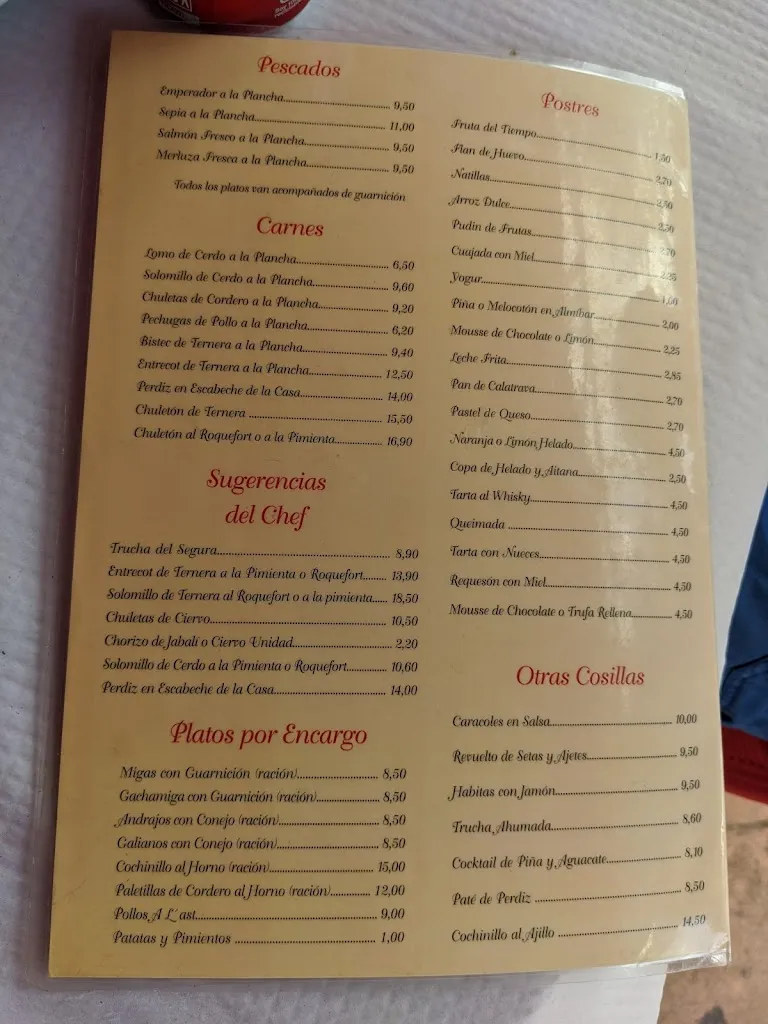 Pescados
Emperador a la Plancha 9,50
Sepia a la Plancha 11,00
Salmón Fresco a la Plancha 9,50
Merluza Fresca a la Plancha 9,50
Todos los platos van acompañados de guarnición
Carnes
Lomo de Cerdo a la Plancha 6,50
Solomillo de Cerdo a la Plancha 9,60
Chuletas de Cordero a la Plancha 9,20
Pechugas de Pollo a la Plancha 6,20
Bistec de Ternera a la Plancha 9,40
Entrecot de Ternera a la Plancha 12,50
Perdiz en Escabeche de la Casa 14,00
Chuletón de Ternera 15,50
Chuletón al Roquefort o a la Pimienta 16,90
Sugerencias
del Chef
Trucha del Segura 8,90
Entrecot de Ternera a la Pimienta o Roquefort 13,90
Solomillo de Ternera al Roquefort o a la pimienta 18,50
Chuletas de Ciervo 10,50
Chorizo de Jabalí o Ciervo Unidad 2,20
Solomillo de Cerdo a la Pimienta o Roquefort 10,60
Perdiz en Escabeche de la Casa 14,00
Platos por Encargo
Migas con Guarnición (ración) 8,50
Gachamiga con Guarnición (ración) 8,50
Andrajos con Conejo (ración) 8,50
Galianos con Conejo (ración) 8,50
Cochinillo al Horno (ración) 15,00
Paletillas de Cordero al Horno (ración) 12,00
Pollos A L´ast 9,00
Patatas y Pimientos 1,00
Postres
Fruta del Tiempo 1,50
Flan de Huevo 2,70
Natillas 2,50
Arroz Dulce 2,50
Pudin de Frutas 2,70
Cuajada con Miel 2,25
Yogur 1,00
Piña o Melocotón en Almíbar 2,00
Mousse de Chocolate o Limón 2,25
Leche Frita 2,85
Pan de Calatrava 2,70
Pastel de Queso 2,70
Naranja o Limón Helado 4,50
Copa de Helado y Aitana 2,50
Tarta al Whisky 4,50
Queimada 4,50
Tarta con Nueces 4,50
Requesón con Miel 4,50
Mousse de Chocolate o Trufa Rellena 4,50
Otras Cosillas
Caracoles en Salsa 10,00
Revuelto de Setas y Ajetes 9,50
Habitas con Jamón 9,50
Trucha Ahumada 8,60
Cocktail de Piña y Aguacate 8,10
Paté de Perdiz 8,50
Cochinillo al Ajillo 14,50